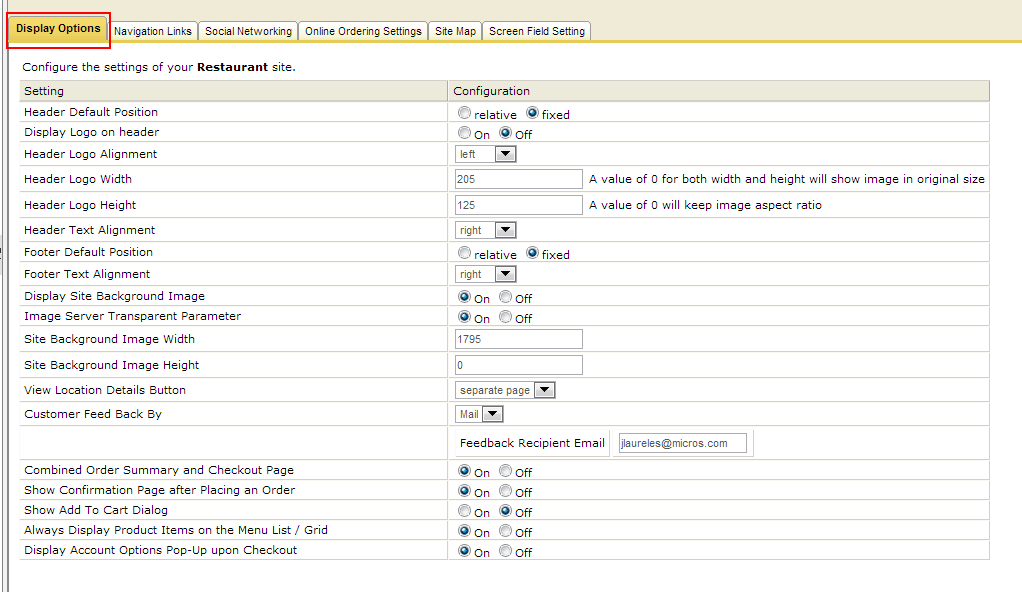 Display Options Navigation Links Social Networking Online Ordering Settings Site Map Screen Field Setting
Configure the settings of your Restaurant site.
Setting Configuration
Header Default Position relative fixed
Display Logo on header On Off
Header Logo Alignment left
Header Logo Width 205 A value of 0 for both width and height will show image in original size
Header Logo Height 125 A value of 0 will keep image aspect ratio
Header Text Alignment right
Footer Default Position relative fixed
Footer Text Alignment right
Display Site Background Image On Off
Image Server Transparent Parameter On Off
Site Background Image Width 1795
Site Background Image Height 0
View Location Details Button separate page
Customer Feed Back By Mail
Feedback Recipient Email jlaureles@micros.com
Combined Order Summary and Checkout Page On Off
Show Confirmation Page after Placing an Order On Off
Show Add To Cart Dialog On Off
Always Display Product Items on the Menu List / Grid On Off
Display Account Options Pop-Up upon Checkout On Off